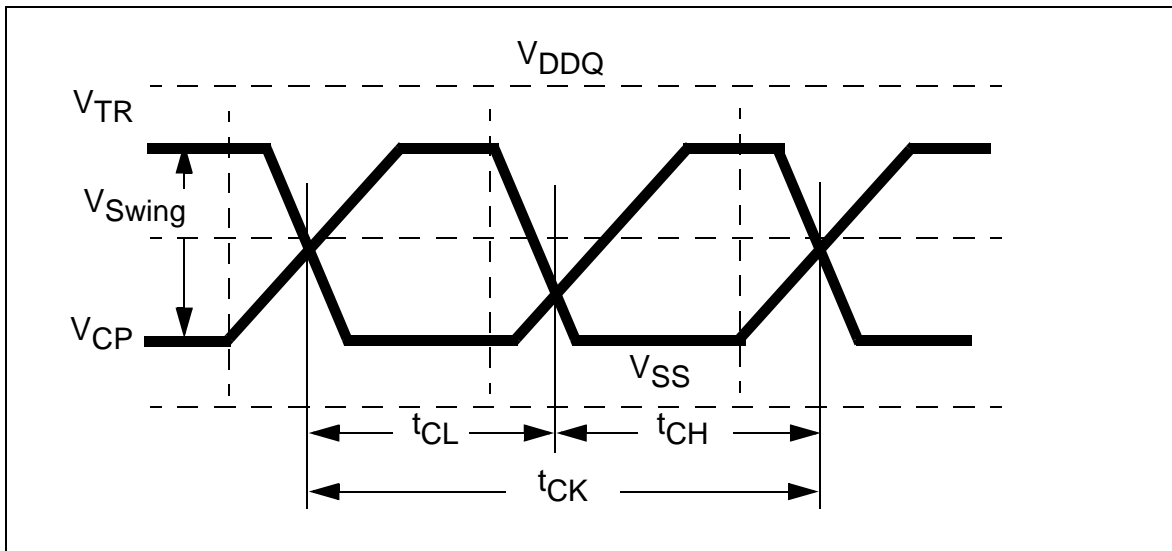 VDDQ
VTR
VSwing
VCP
VSS
tCL
tCH
tCK